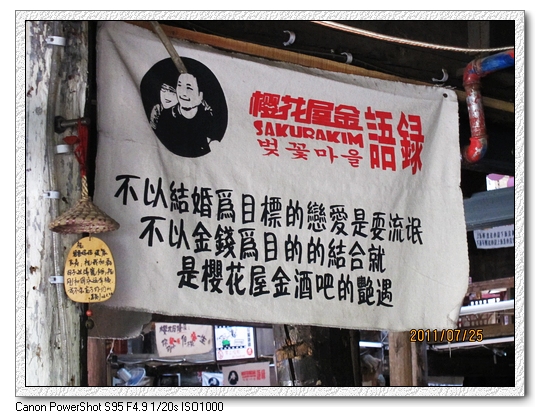 櫻花屋金
SAKURAKIM
벚꽃마을
語録
不以結婚爲目標的戀愛是耍流氓
不以金錢爲目的的結合就
是櫻花屋金酒吧的艷遇
2011/07/25
Canon PowerShot S95 F4.9 1/20s ISO1000